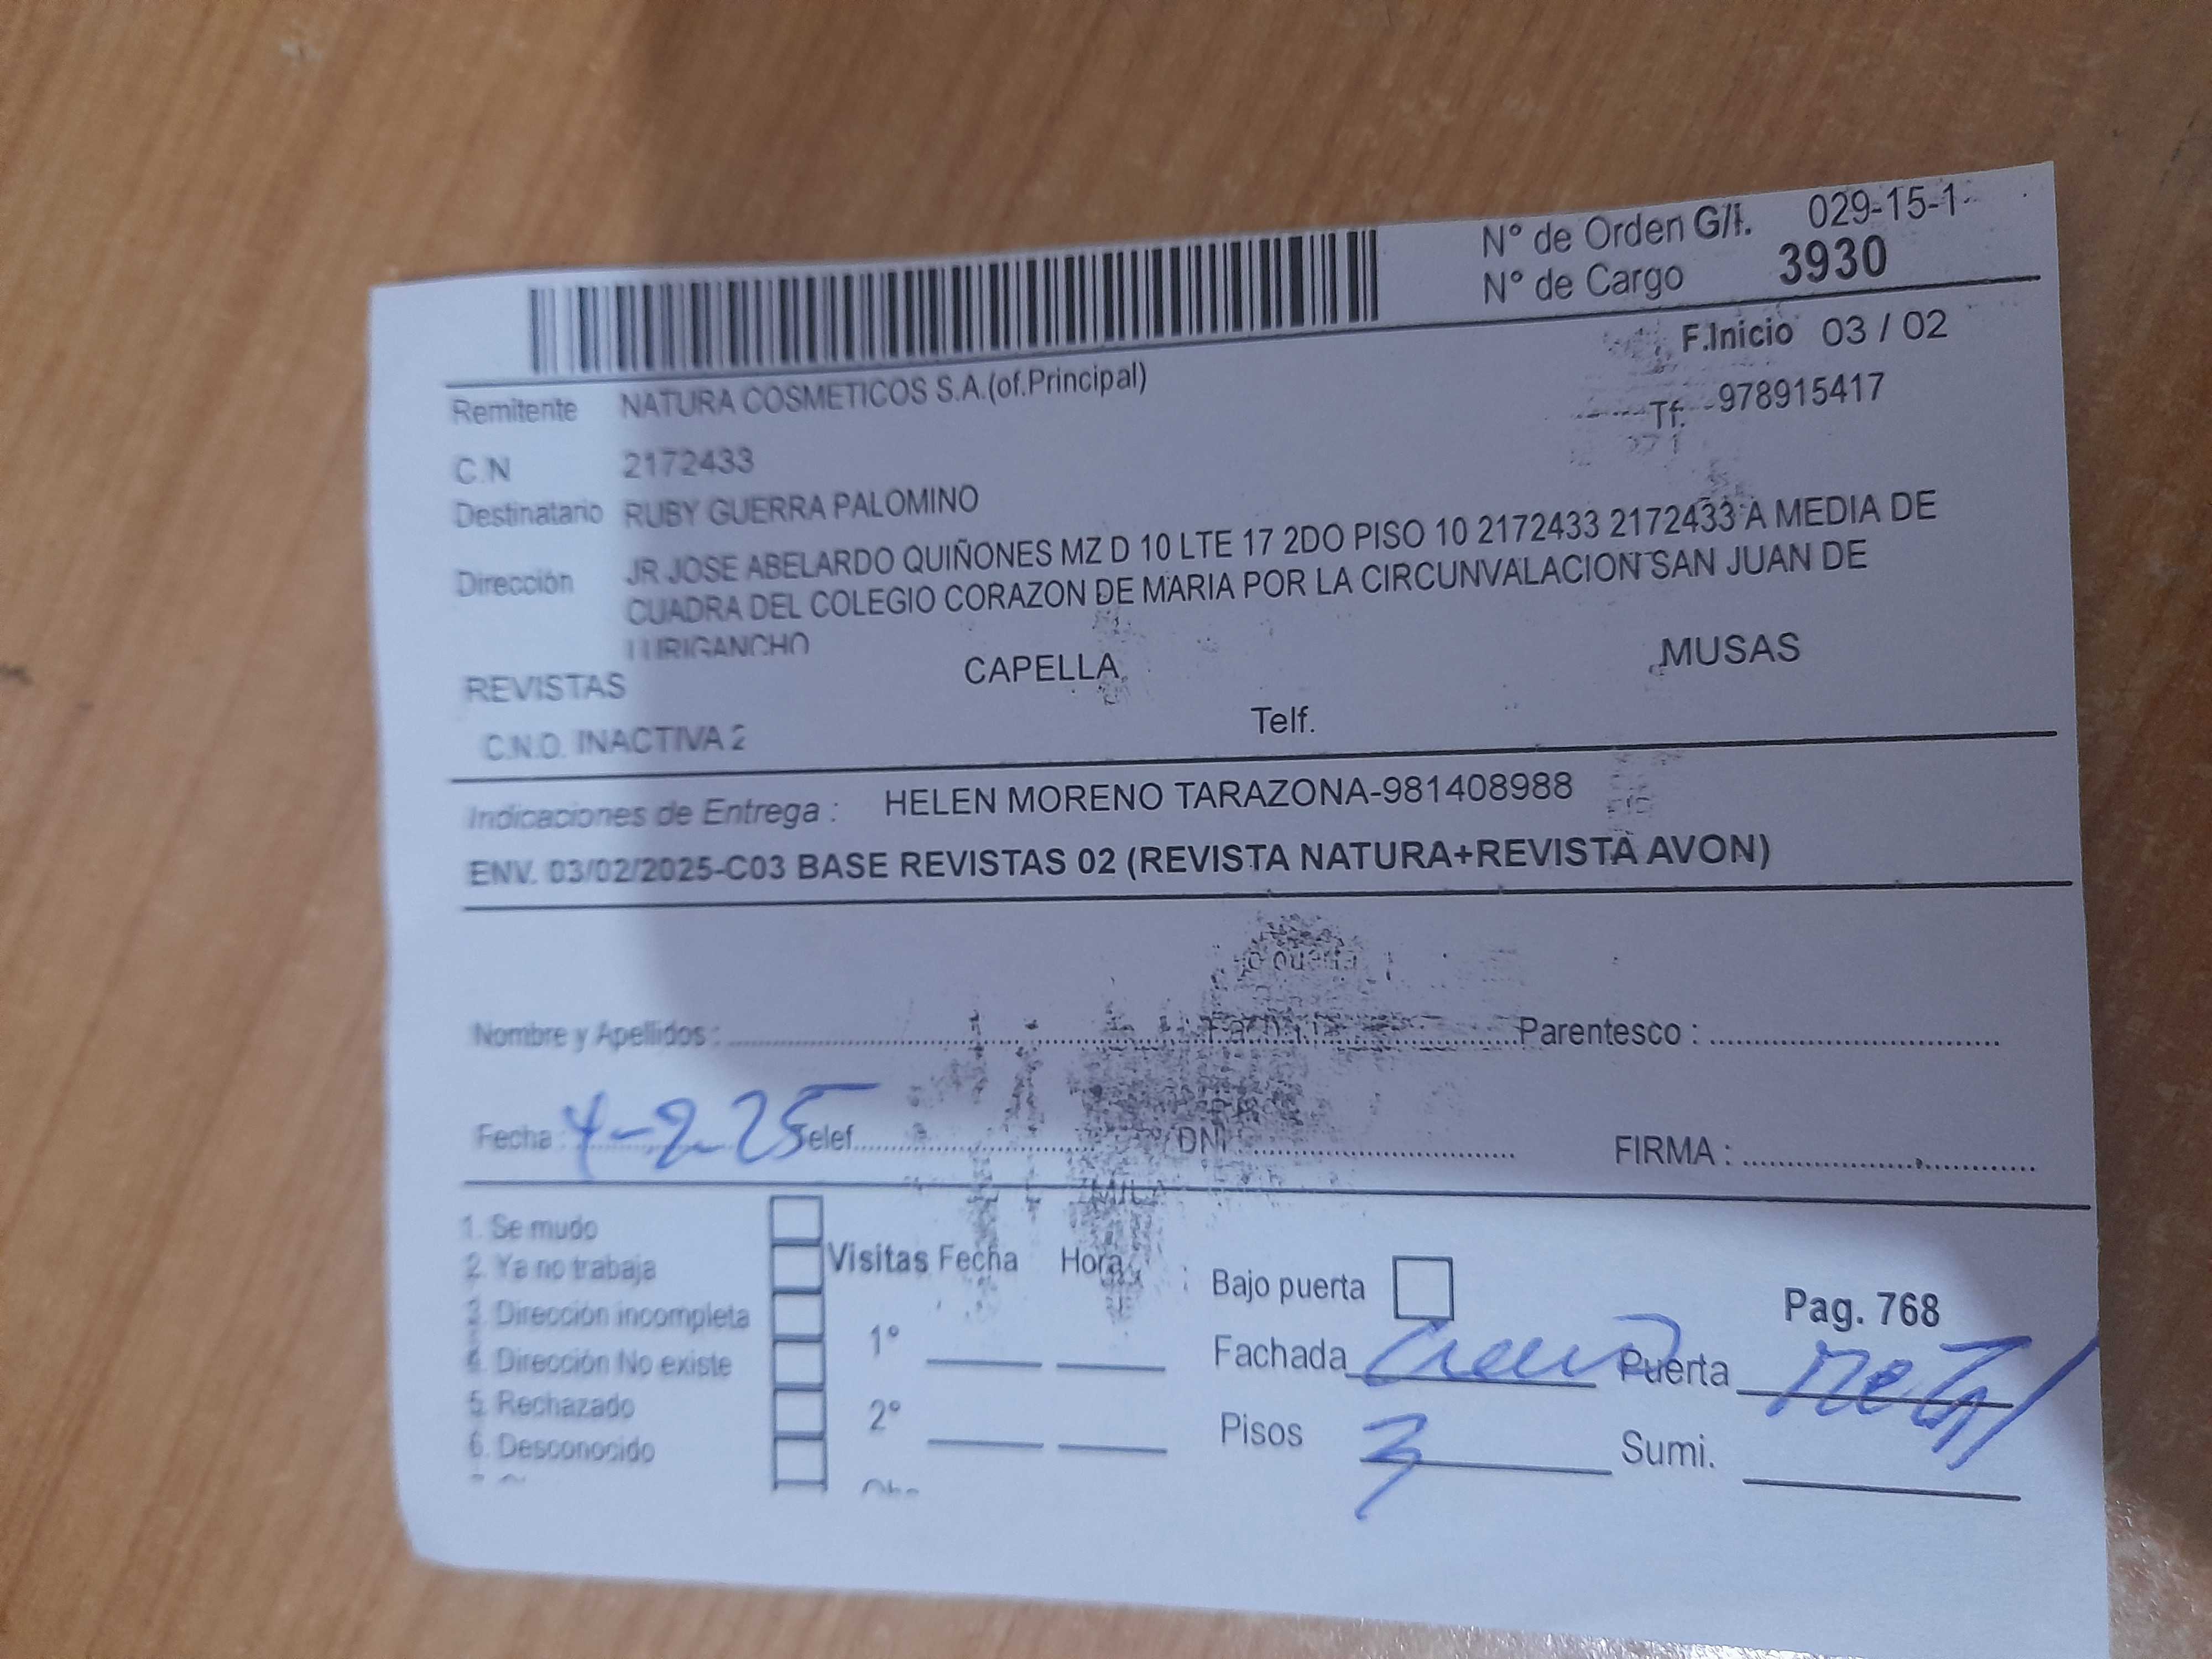 N° de Orden G/I. 029-15-1
N° de Cargo 3930
F.Inicio 03 / 02
Remitente NATURA COSMETICOS S.A.(of.Principal)
Tf. 978915417
C.N 2172433
Destinatario RUBY GUERRA PALOMINO
Dirección JR JOSE ABELARDO QUIÑONES MZ D 10 LTE 17 2DO PISO 10 2172433 2172433 A MEDIA DE
CUADRA DEL COLEGIO CORAZON DE MARIA POR LA CIRCUNVALACION SAN JUAN DE
LURIGANCHO
REVISTAS CAPELLA MUSAS
C.N.O. INACTIVA 2 Telf.
Indicaciones de Entrega : HELEN MORENO TARAZONA-981408988
ENV. 03/02/2025-C03 BASE REVISTAS 02 (REVISTA NATURA+REVISTA AVON)
Nombre y Apellidos : Parentesco :
Fecha : 4-2-25 Telef. DNI FIRMA :
1. Se mudo
2. Ya no trabaja
3. Dirección incompleta
4. Dirección No existe
5. Rechazado
6. Desconocido
Visitas Fecha Hora
1°
2°
Bajo puerta Pag. 768
Fachada Puerta metal
Pisos 3 Sumi.